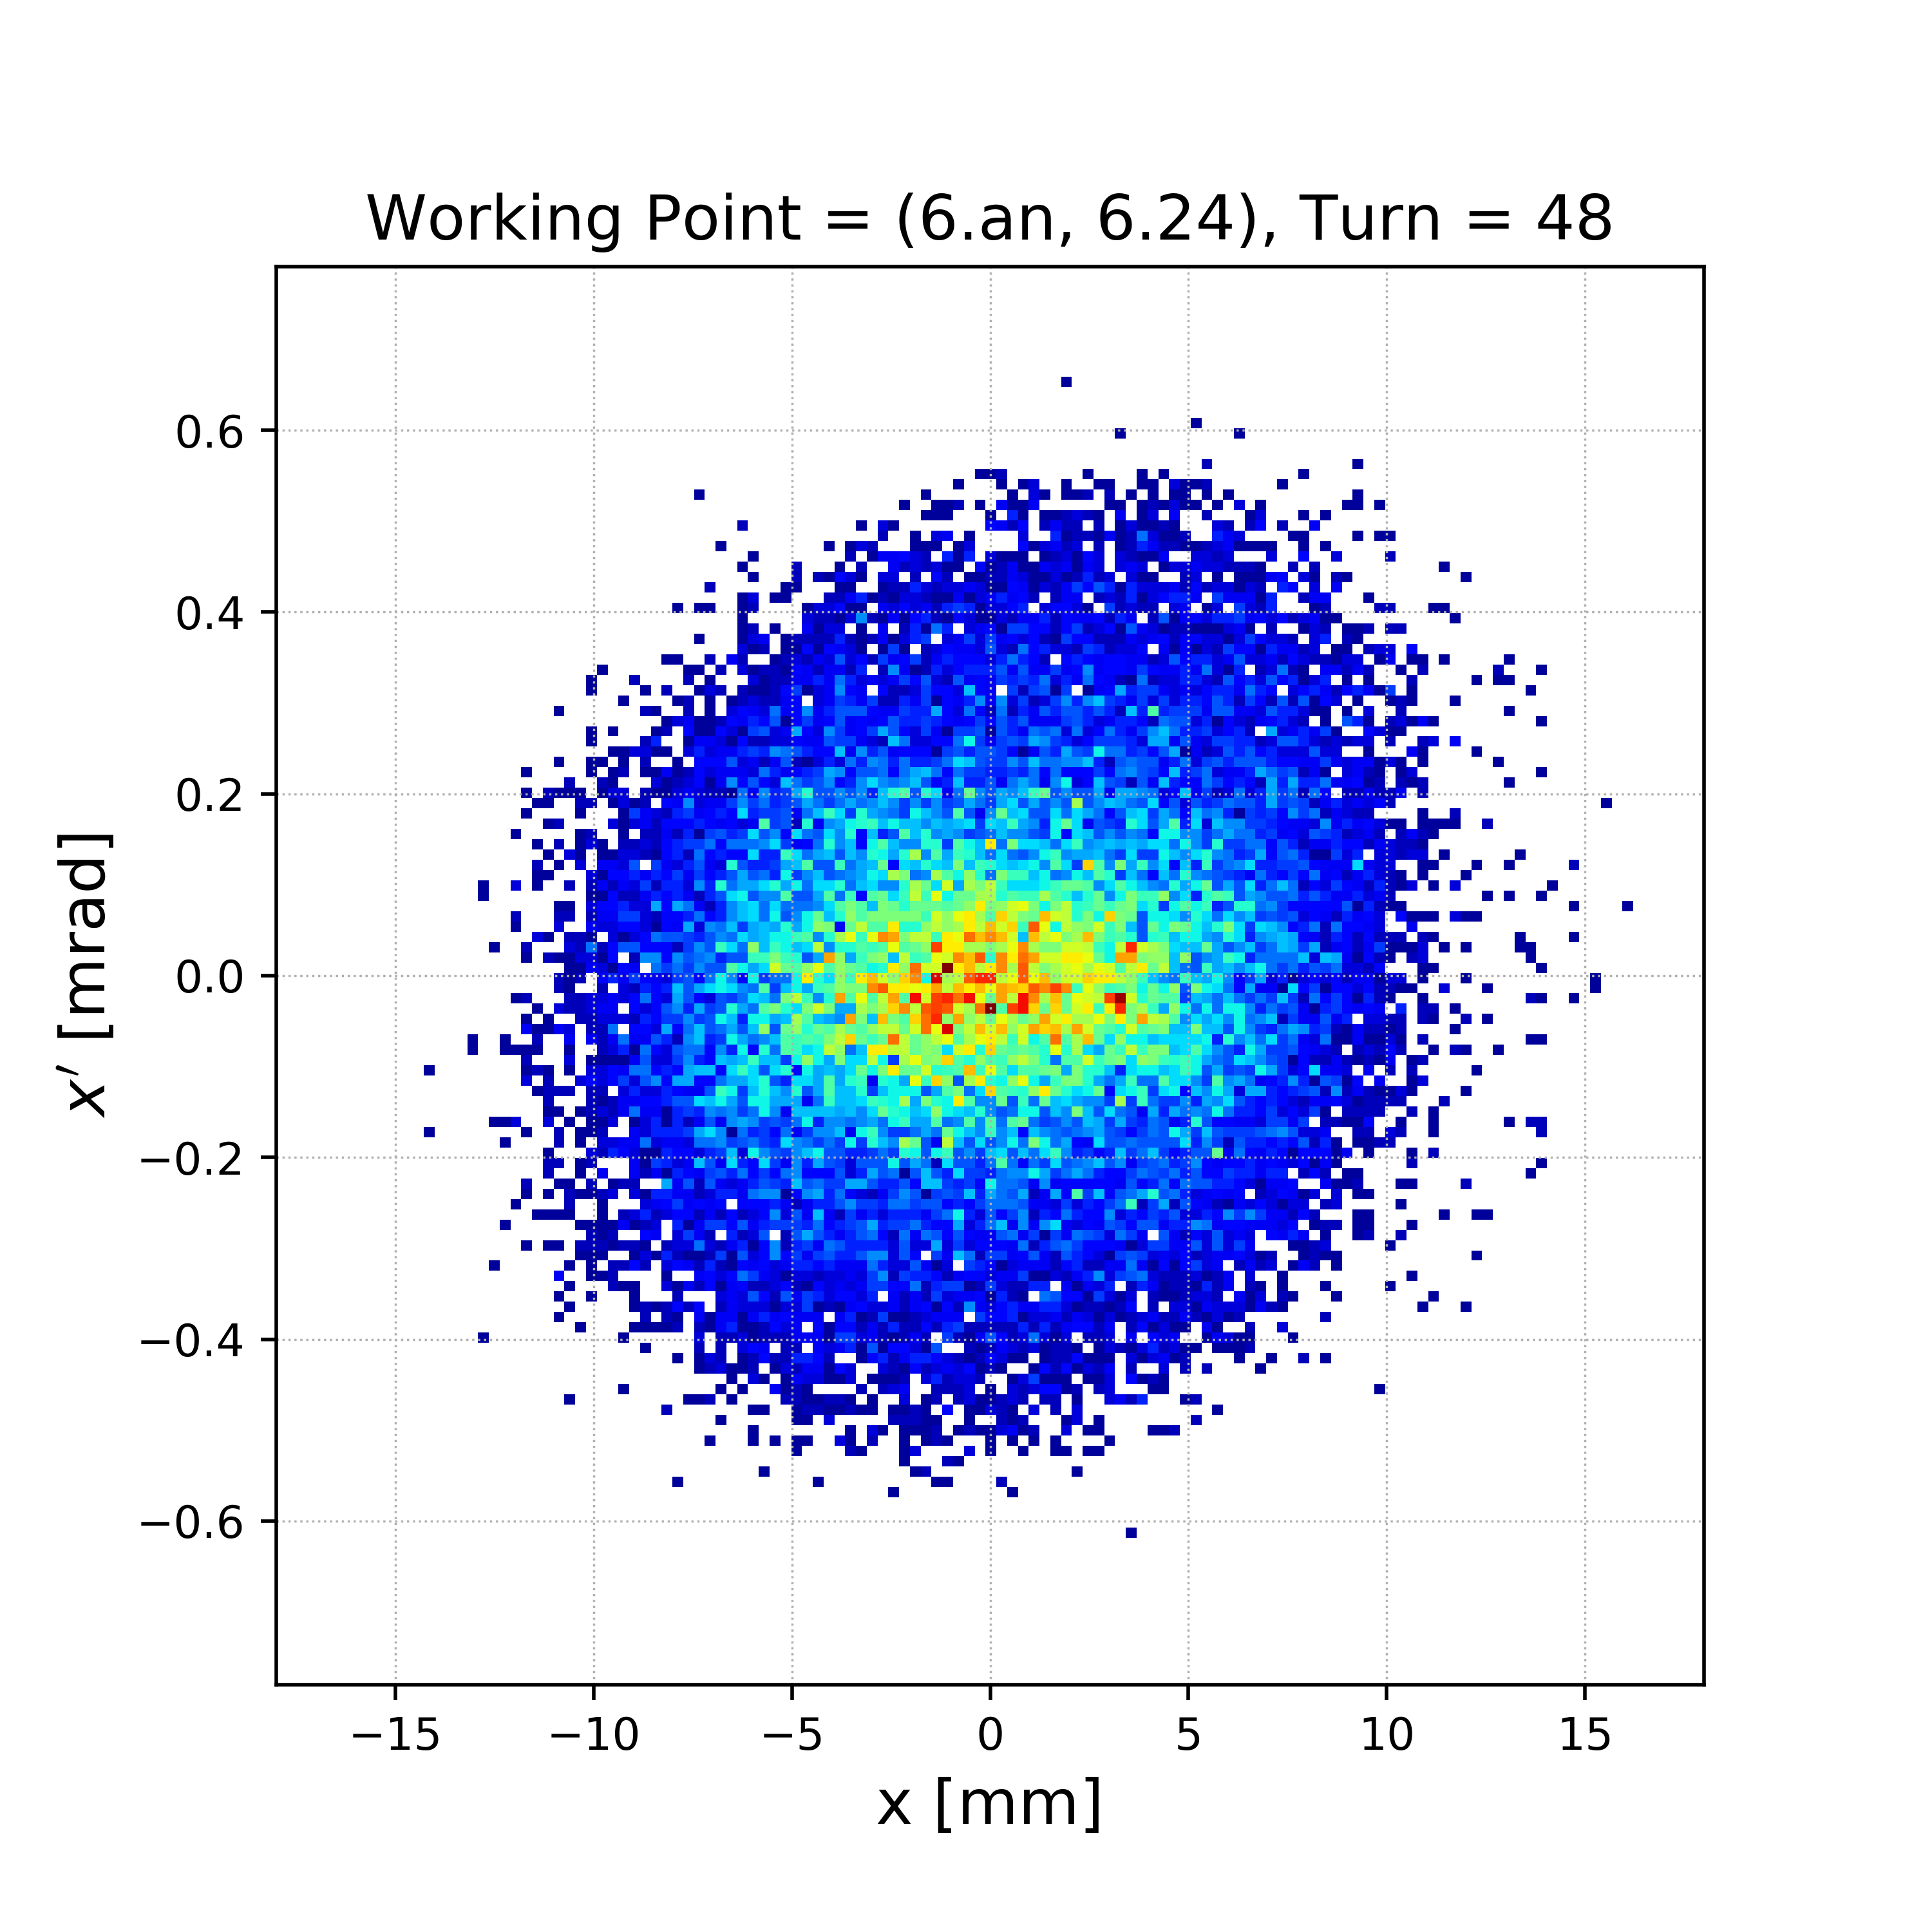 Working Point = (6.an, 6.24), Turn = 48
0.6
0.4
0.2
0.0
−0.2
−0.4
−0.6
x′ [mrad]
−15 −10 −5 0 5 10 15
x [mm]